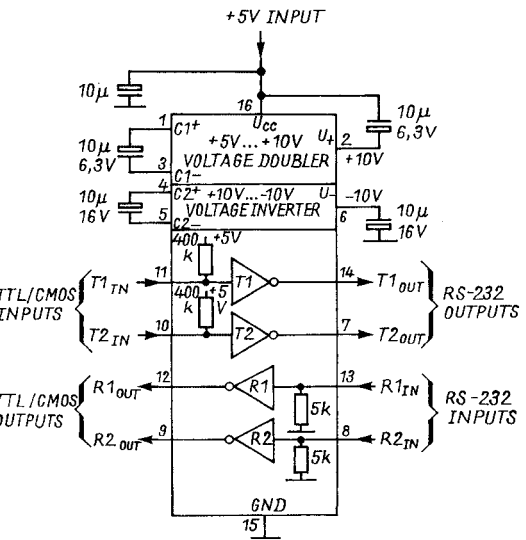 +5V INPUT
10μ
16
1 C1+ UCC U+ 2 10μ 6,3V
+5V...+10V +10V
10μ 6,3V
3 VOLTAGE DOUBLER
C1-
4 C2+ +10V...-10V U- -10V
10μ 16V
VOLTAGE INVERTER 6 10μ 16V
5 C2-
400 k +5V
T1IN 11 T1 14 T1OUT
TTL/CMOS INPUTS
RS-232 OUTPUTS
400 k +5 V
T2IN 10 T2 7 T2OUT
R1OUT 12 R1 13 R1IN
TTL/CMOS OUTPUTS
5k
RS-232 INPUTS
R2OUT 9 R2 8 R2IN
5k
GND
15